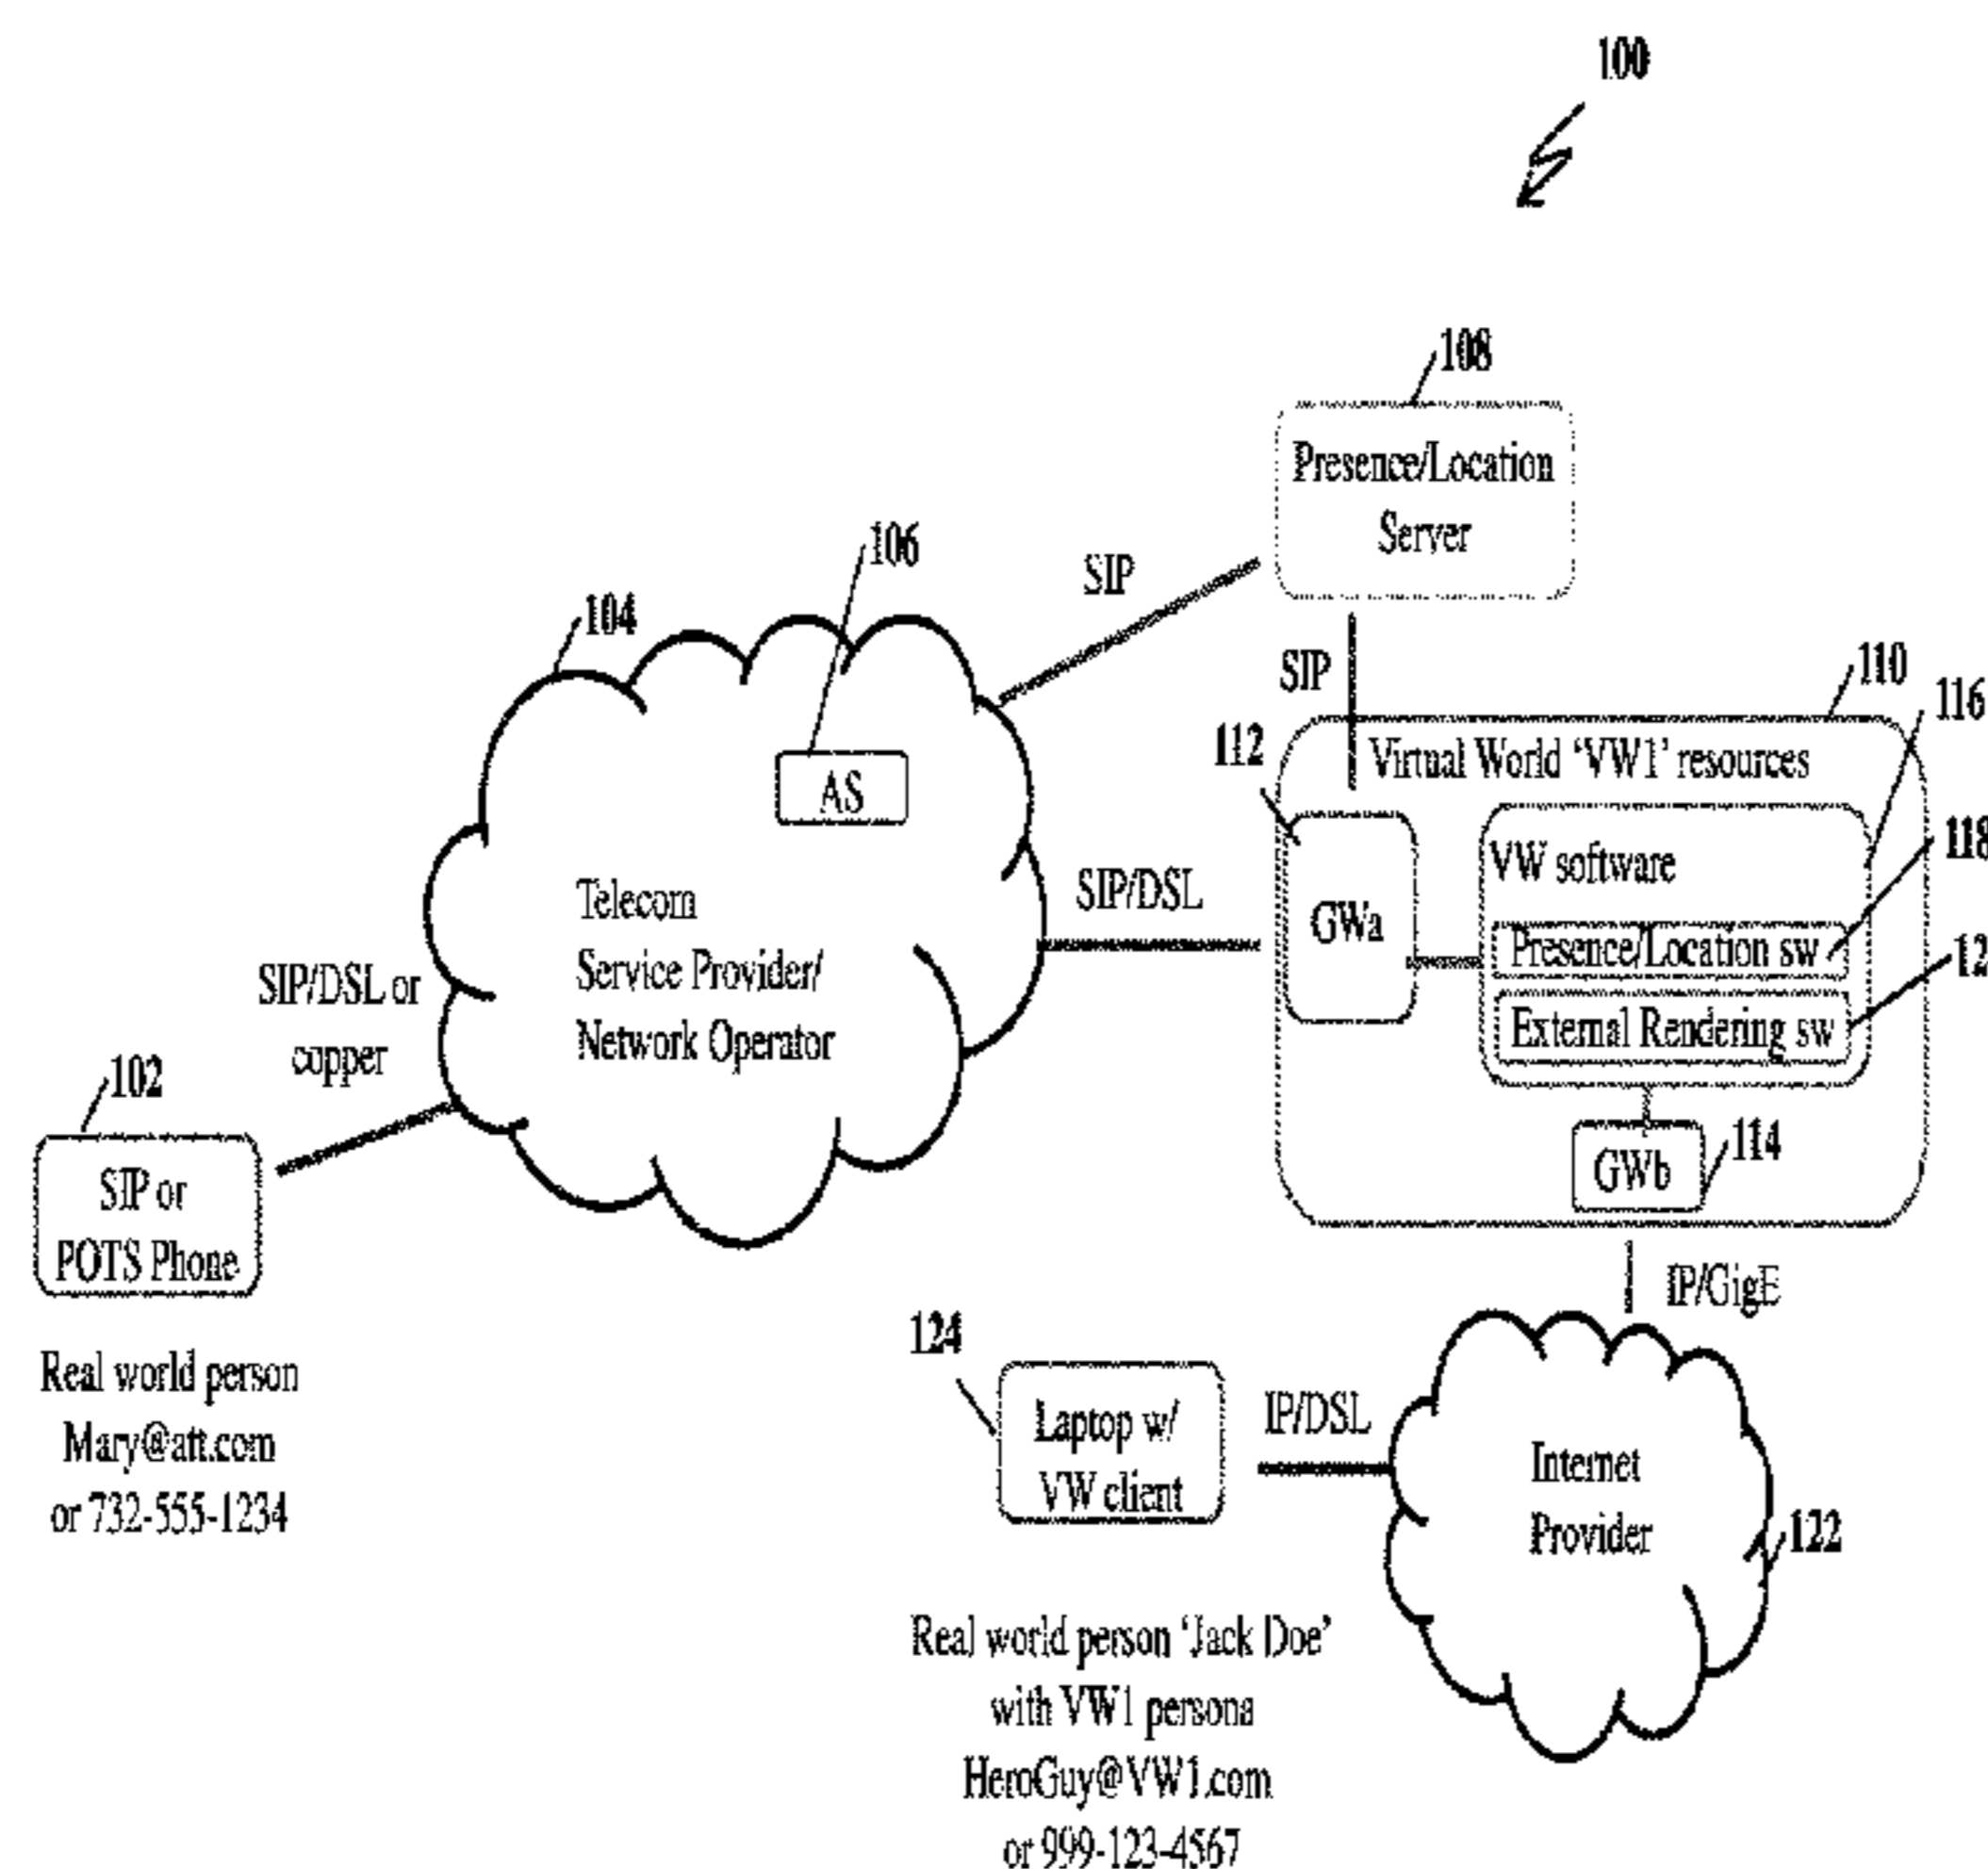 100
108
Presence/Location
Server
106
SIP
104
SIP
110
116
112
Virtual World ‘VW1’ resources
AS
118
VW software
SIP/DSL
GWa
Telecom
Service Provider/
Network Operator
Presence/Location sw
12
External Rendering sw
SIP/DSL or
copper
102
114
GWb
SIP or
POTS Phone
IP/GigE
124
Real world person
Mary@att.com
or 732-555-1234
Laptop w/
VW client
IP/DSL
Internet
Provider
122
Real world person ‘Jack Doe’
with VW1 persona
HeroGuy@VW1.com
or 999-123-4567